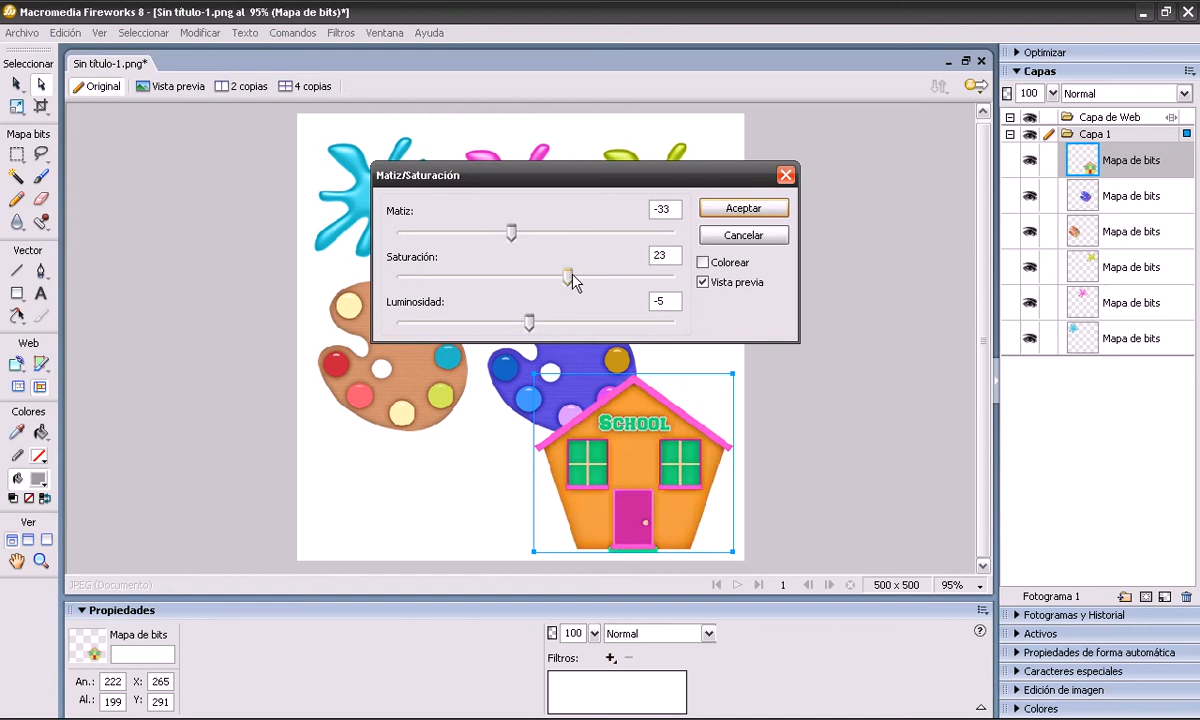 Macromedia Fireworks 8 - [Sin título-1.png al 95% (Mapa de bits)*]
Archivo Edición Ver Seleccionar Modificar Texto Comandos Filtros Ventana Ayuda
Seleccionar
Mapa bits
Vector
Web
Colores
Ver
Sin título-1.png*
Original Vista previa 2 copias 4 copias
Matiz/Saturación
Matiz: -33
Saturación: 23
Luminosidad: -5
Aceptar
Cancelar
Colorear
Vista previa
SCHOOL
JPEG (Documento)
1 500 x 500 95%
Propiedades
Mapa de bits
An.: 222 X: 265
Al.: 199 Y: 291
100 Normal
Filtros:
Optimizar
Capas
100 Normal
Capa de Web
Capa 1
Mapa de bits
Mapa de bits
Mapa de bits
Mapa de bits
Mapa de bits
Mapa de bits
Fotograma 1
Fotogramas y Historial
Activos
Propiedades de forma automática
Caracteres especiales
Edición de imagen
Colores